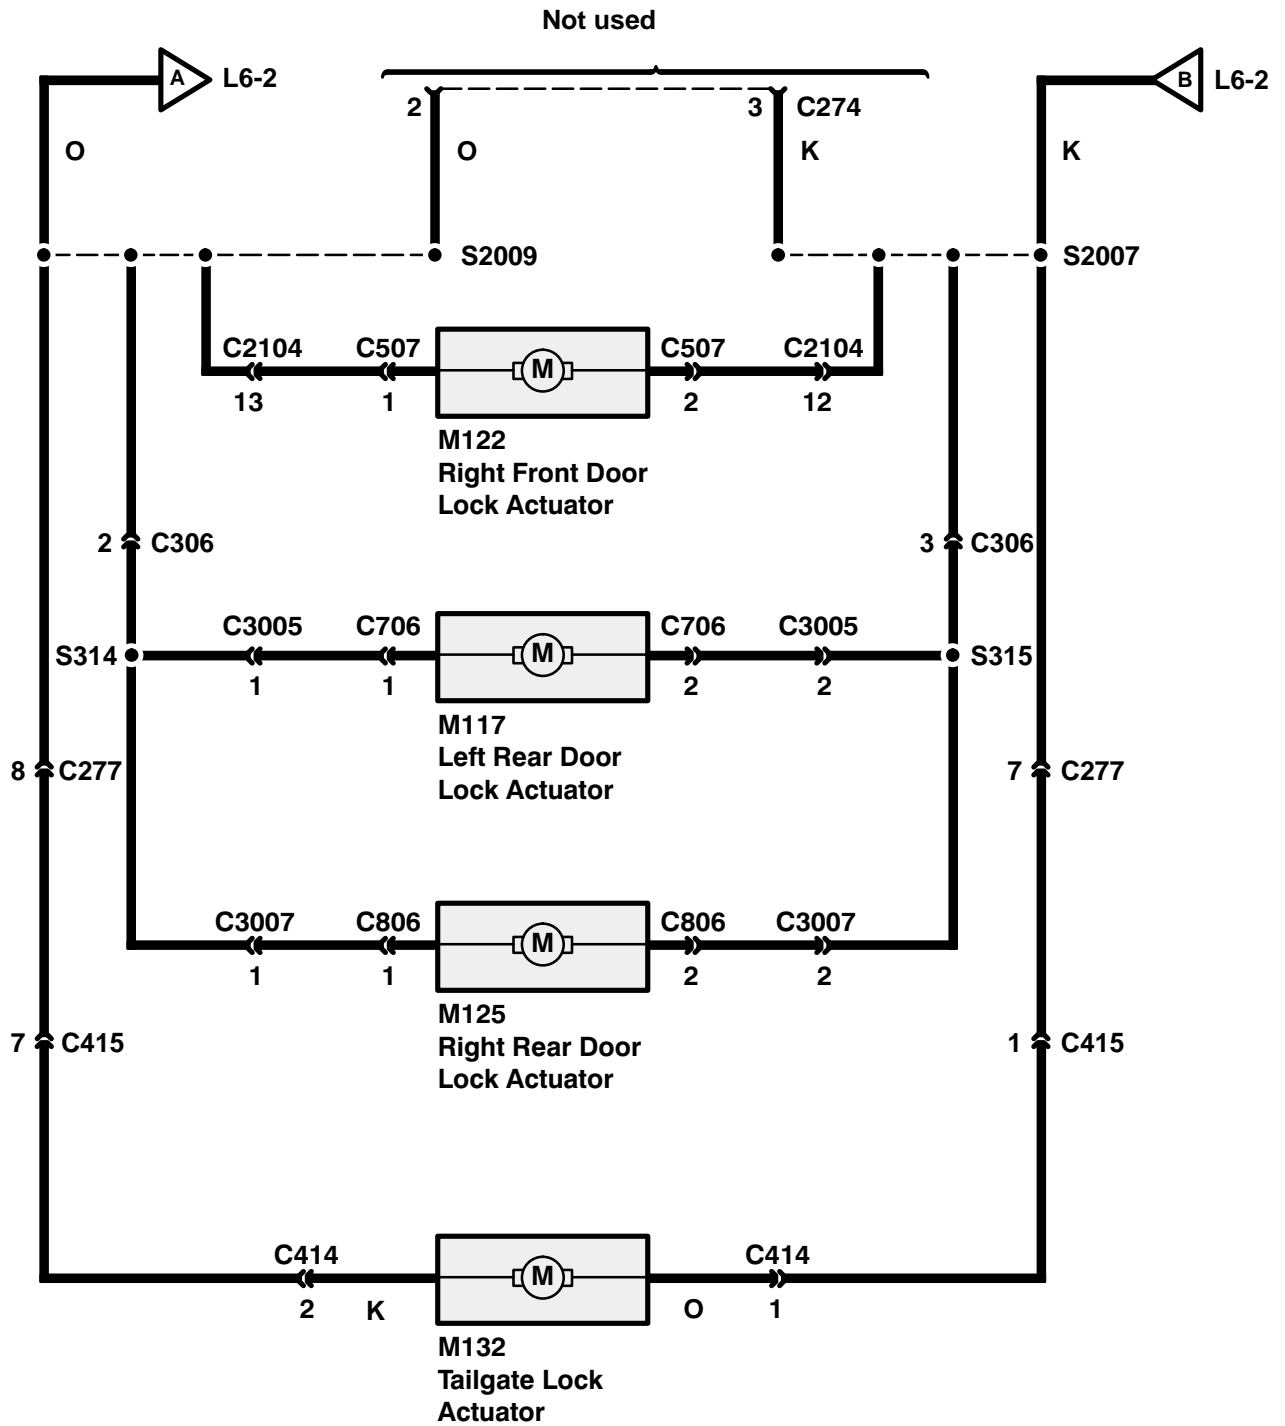 Not used
A L6-2
B L6-2
2
3 C274
O
O
K
K
S2009
S2007
C2104 C507
C507 C2104
M
13 1
2 12
M122
Right Front Door
Lock Actuator
2 C306
3 C306
C3005 C706
C706 C3005
S314
M
S315
1 1
2 2
M117
Left Rear Door
Lock Actuator
8 C277
7 C277
C3007 C806
C806 C3007
M
1 1
2 2
M125
Right Rear Door
Lock Actuator
7 C415
1 C415
C414
C414
M
2 K
O 1
M132
Tailgate Lock
Actuator